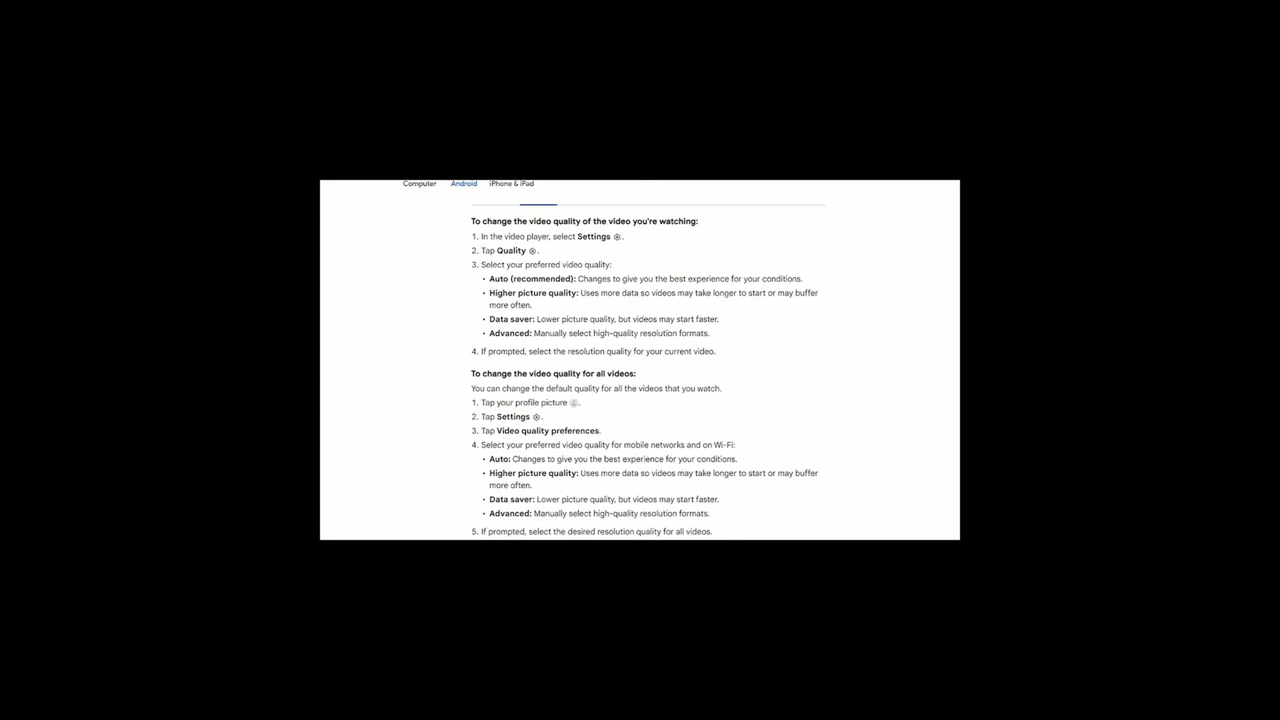 Computer Android iPhone & iPad
To change the video quality of the video you're watching:
1. In the video player, select Settings .
2. Tap Quality .
3. Select your preferred video quality:
• Auto (recommended): Changes to give you the best experience for your conditions.
• Higher picture quality: Uses more data so videos may take longer to start or may buffer
more often.
• Data saver: Lower picture quality, but videos may start faster.
• Advanced: Manually select high-quality resolution formats.
4. If prompted, select the resolution quality for your current video.
To change the video quality for all videos:
You can change the default quality for all the videos that you watch.
1. Tap your profile picture .
2. Tap Settings .
3. Tap Video quality preferences.
4. Select your preferred video quality for mobile networks and on Wi-Fi:
• Auto: Changes to give you the best experience for your conditions.
• Higher picture quality: Uses more data so videos may take longer to start or may buffer
more often.
• Data saver: Lower picture quality, but videos may start faster.
• Advanced: Manually select high-quality resolution formats.
5. If prompted, select the desired resolution quality for all videos.